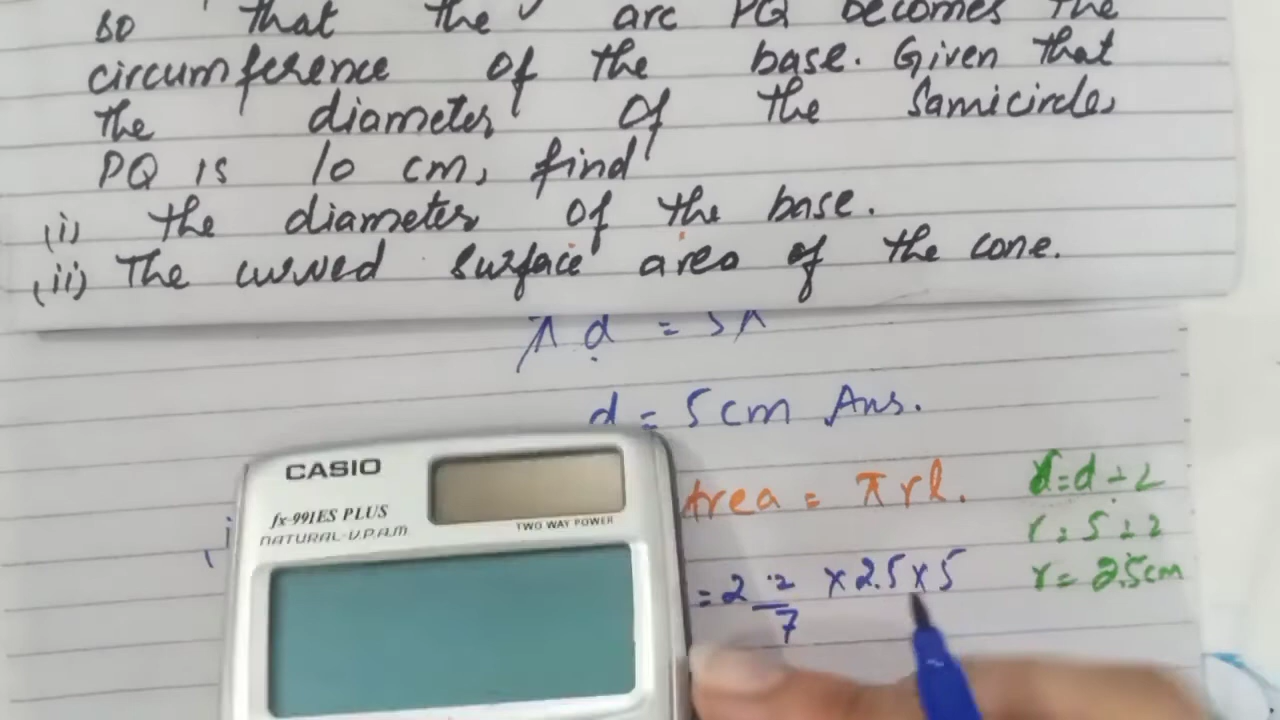 so that the arc PQ becomes the
circumference of the base. Given that
the diameter of the Samicircle
PQ is 10 cm, find
(i) the diameter of the base.
(ii) The curved surface area of the cone.
π d = 5π
d = 5 cm Ans.
Area = πrl.
r=d÷2
r=5÷2
r=2.5cm
= 22/7 × 2.5 × 5
CASIO
fx-991ES PLUS
NATURAL-V.P.A.M.
TWO WAY POWER